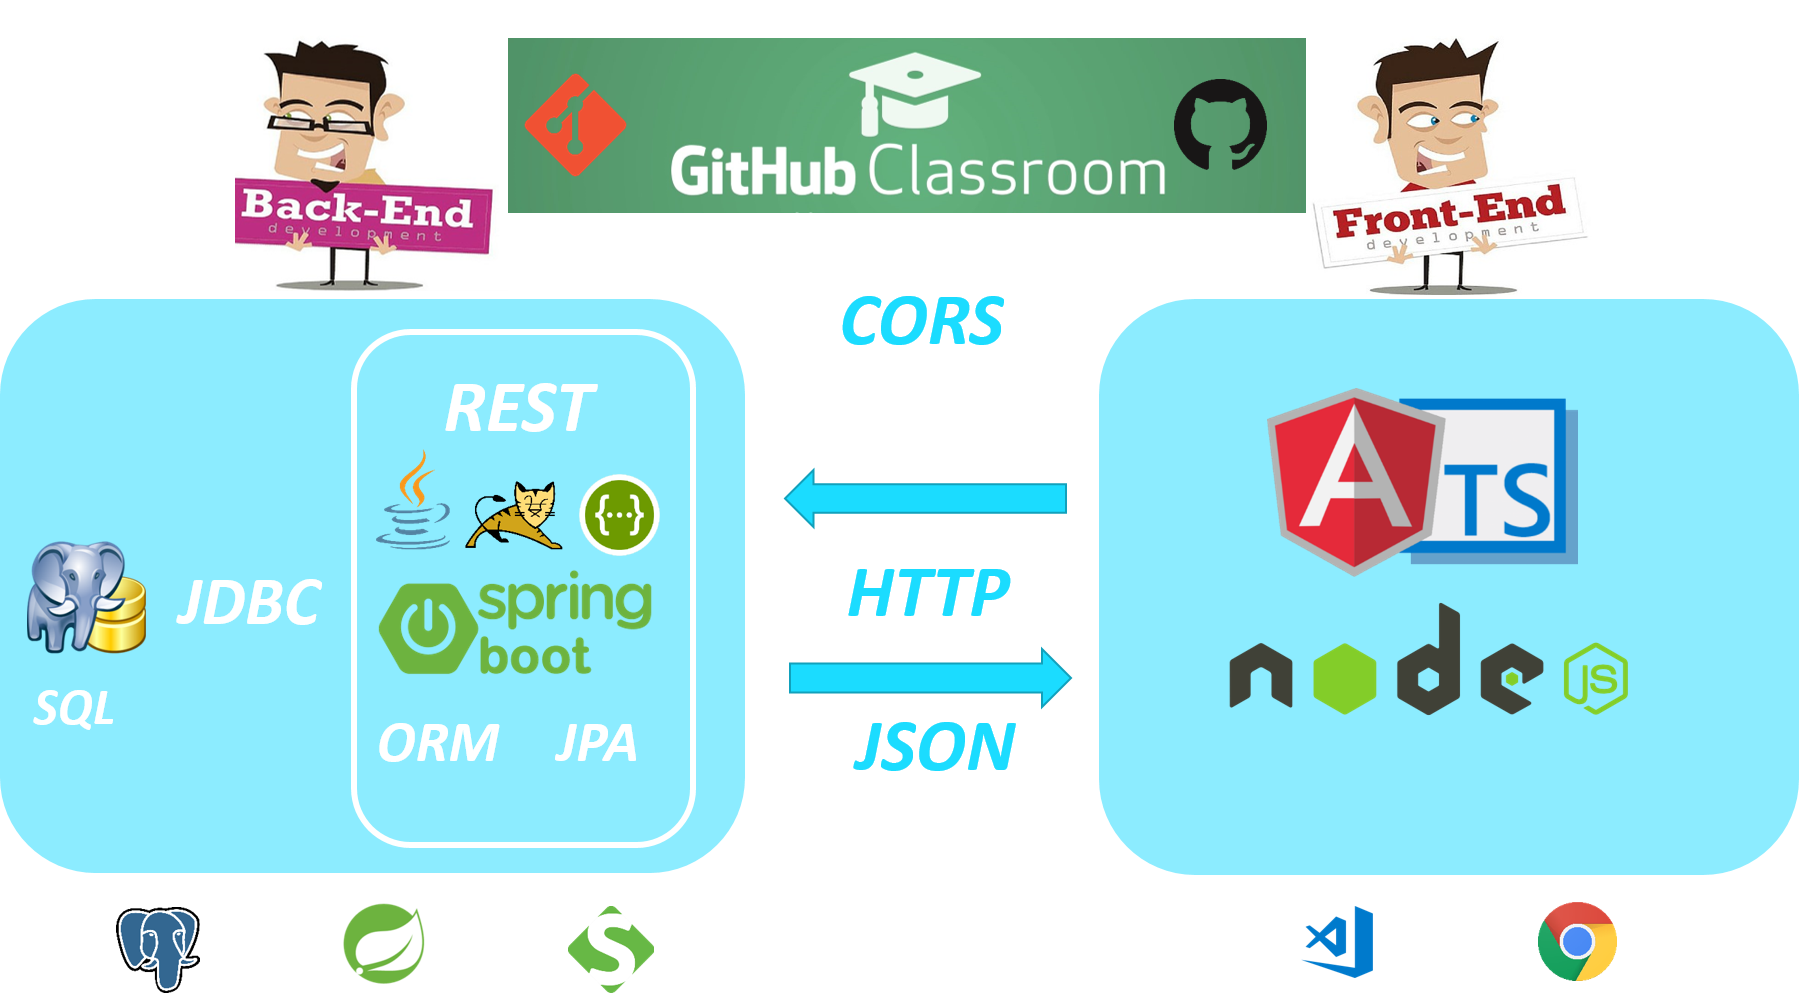 GitHub Classroom
Back-End
development
Front-End
development
CORS
REST
{...}
spring
boot
JDBC
SQL
ORM JPA
HTTP
JSON
A
TS
node
JS
S